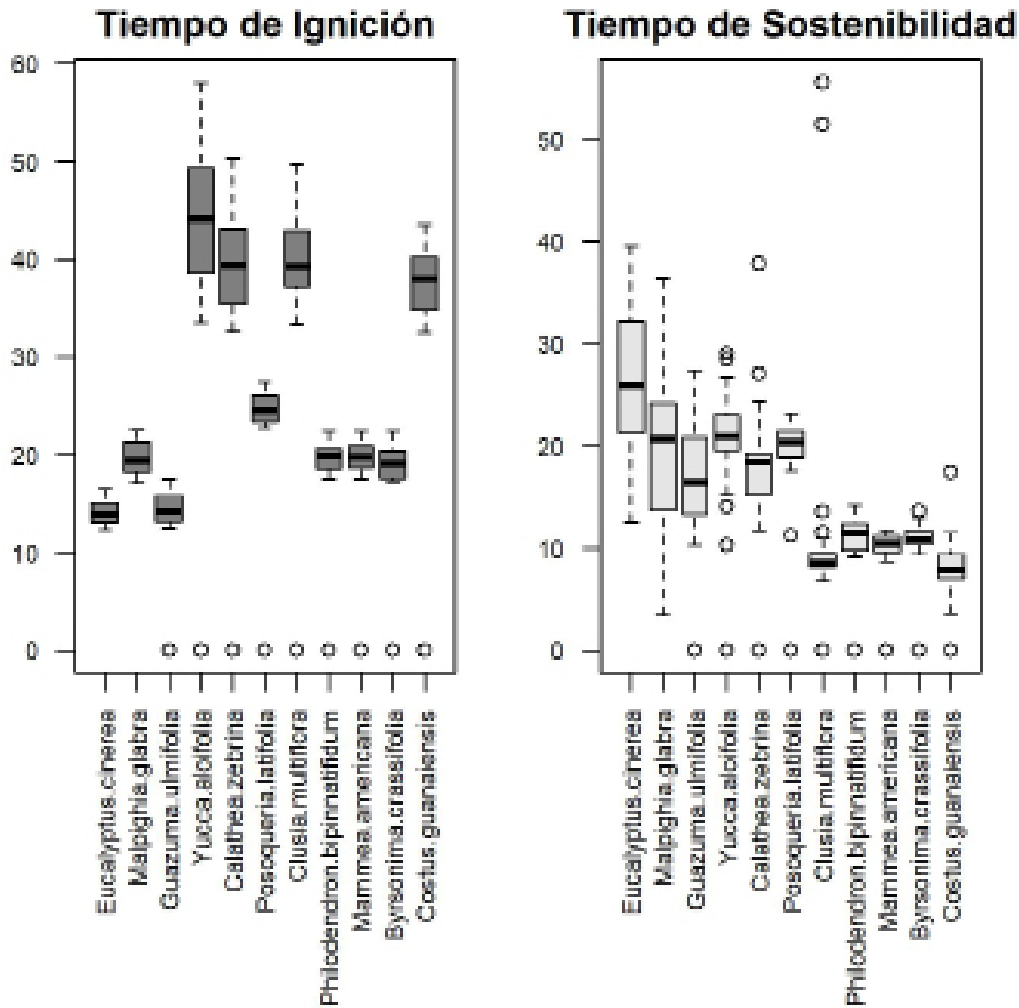 Tiempo de Ignición
60
50
40
30
20
10
0
Eucalyptus.cinerea
Malpighia.glabra
Guazuma.ulmifolia
Yucca.aloifolia
Calathea.zebrina
Posoqueria.latifolia
Clusia.multiflora
Philodendron.bipinnatifidum
Mammea.americana
Byrsonima.crassifolia
Costus.guanaiensis
Tiempo de Sostenibilidad
50
40
30
20
10
0
Eucalyptus.cinerea
Malpighia.glabra
Guazuma.ulmifolia
Yucca.aloifolia
Calathea.zebrina
Posoqueria.latifolia
Clusia.multiflora
Philodendron.bipinnatifidum
Mammea.americana
Byrsonima.crassifolia
Costus.guanaiensis